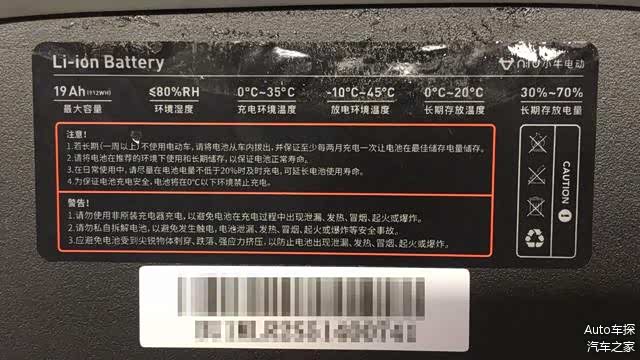 Li-ion Battery
niu小牛电动
19Ah ≤80%RH 0°C~35°C -10°C~45°C 0°C~20°C 30%~70%
最大容量 环境湿度 充电环境温度 放电环境温度 长期存放温度 长期存放电量
注意!
1.若长期(一周以上)不使用电动车,请将电池从车内拔出,并保证至少每两月充电一次让电池在最佳储存电量储存。
2.请将电池在推荐的环境下使用和长期储存,以保证电池正常寿命。
3.在日常使用中,请尽量在电池电量不低于20%时及时充电,可延长电池使用寿命。
4.为保证电池充电安全,电池将在0°C以下环境禁止充电。
警告!
1.请勿使用非原装充电器充电,以避免电池在充电过程中出现泄漏、发热、冒烟、起火或爆炸。
2.请勿私自拆解电池,以避免发生触电,电池泄漏、发热、冒烟、起火或爆炸等安全事故。
3.应避免电池受到尖锐物体刺穿、跌落、强应力挤压,以防止电池出现泄漏、发热、冒烟、起火或爆炸。
CAUTION
Auto车探
汽车之家